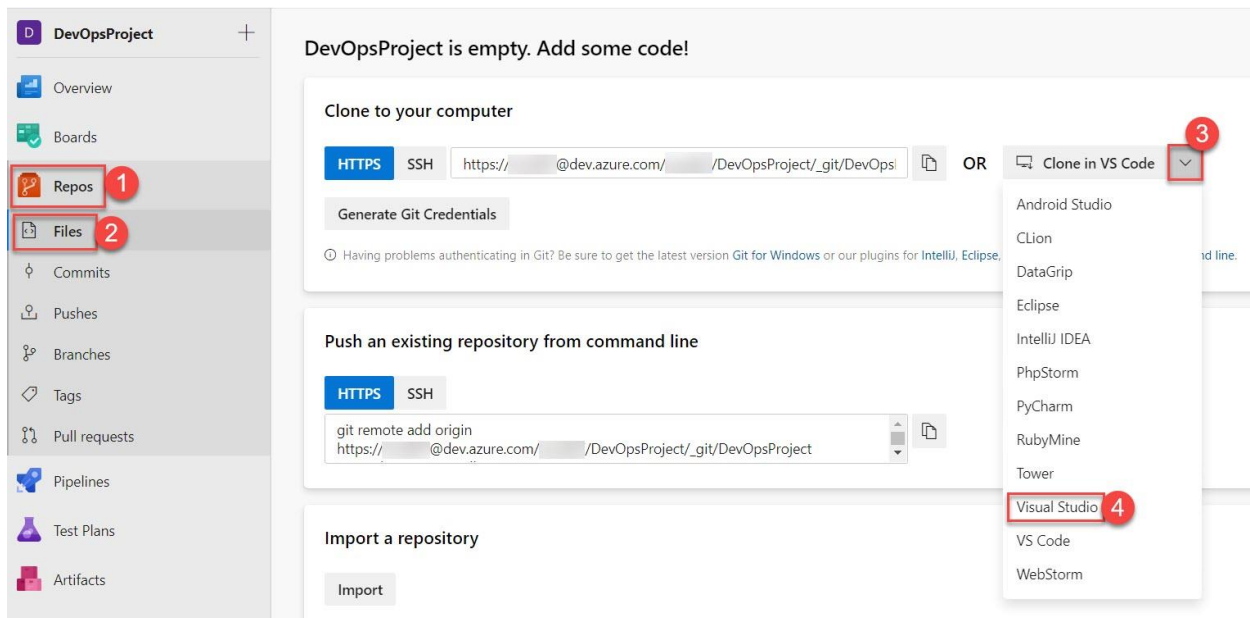 D DevOpsProject
Overview
Boards
Repos 1
Files 2
Commits
Pushes
Branches
Tags
Pull requests
Pipelines
Test Plans
Artifacts
DevOpsProject is empty. Add some code!
Clone to your computer
HTTPS SSH https:// @dev.azure.com/ /DevOpsProject/_git/DevOps OR Clone in VS Code 3
Generate Git Credentials
Having problems authenticating in Git? Be sure to get the latest version Git for Windows or our plugins for IntelliJ, Eclipse, nd line.
Android Studio
CLion
DataGrip
Eclipse
IntelliJ IDEA
PhpStorm
PyCharm
RubyMine
Tower
Visual Studio 4
VS Code
WebStorm
Push an existing repository from command line
HTTPS SSH
git remote add origin
https:// @dev.azure.com/ /DevOpsProject/_git/DevOpsProject
Import a repository
Import